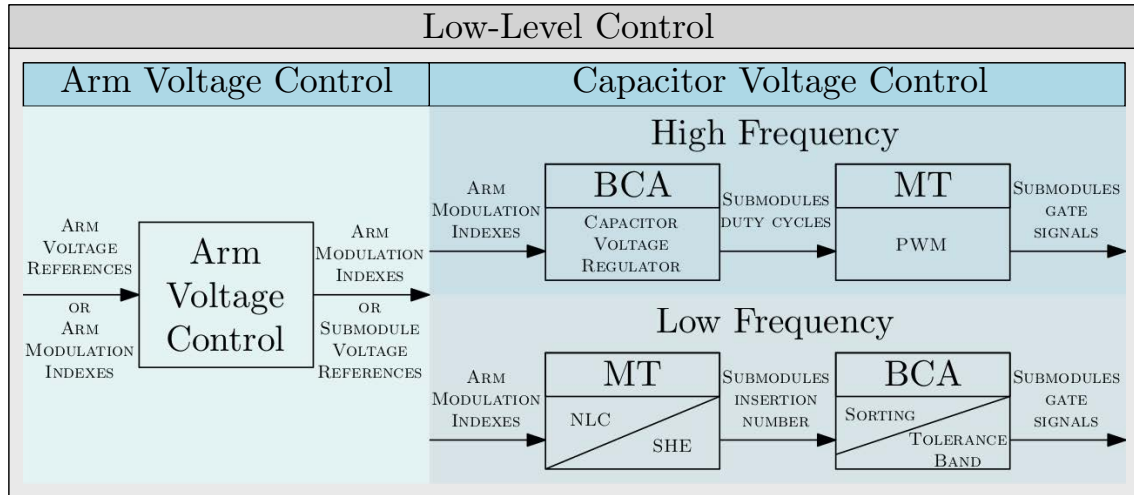 Low-Level Control
Arm Voltage Control
Capacitor Voltage Control
Arm
Voltage
References
or
Arm
Modulation
Indexes
Arm
Voltage
Control
Arm
Modulation
Indexes
or
Submodule
Voltage
References
High Frequency
Arm
Modulation
Indexes
BCA
Capacitor
Voltage
Regulator
Submodules
duty cycles
MT
PWM
Submodules
gate
signals
Low Frequency
Arm
Modulation
Indexes
MT
NLC
SHE
Submodules
insertion
number
BCA
Sorting
Tolerance
Band
Submodules
gate
signals